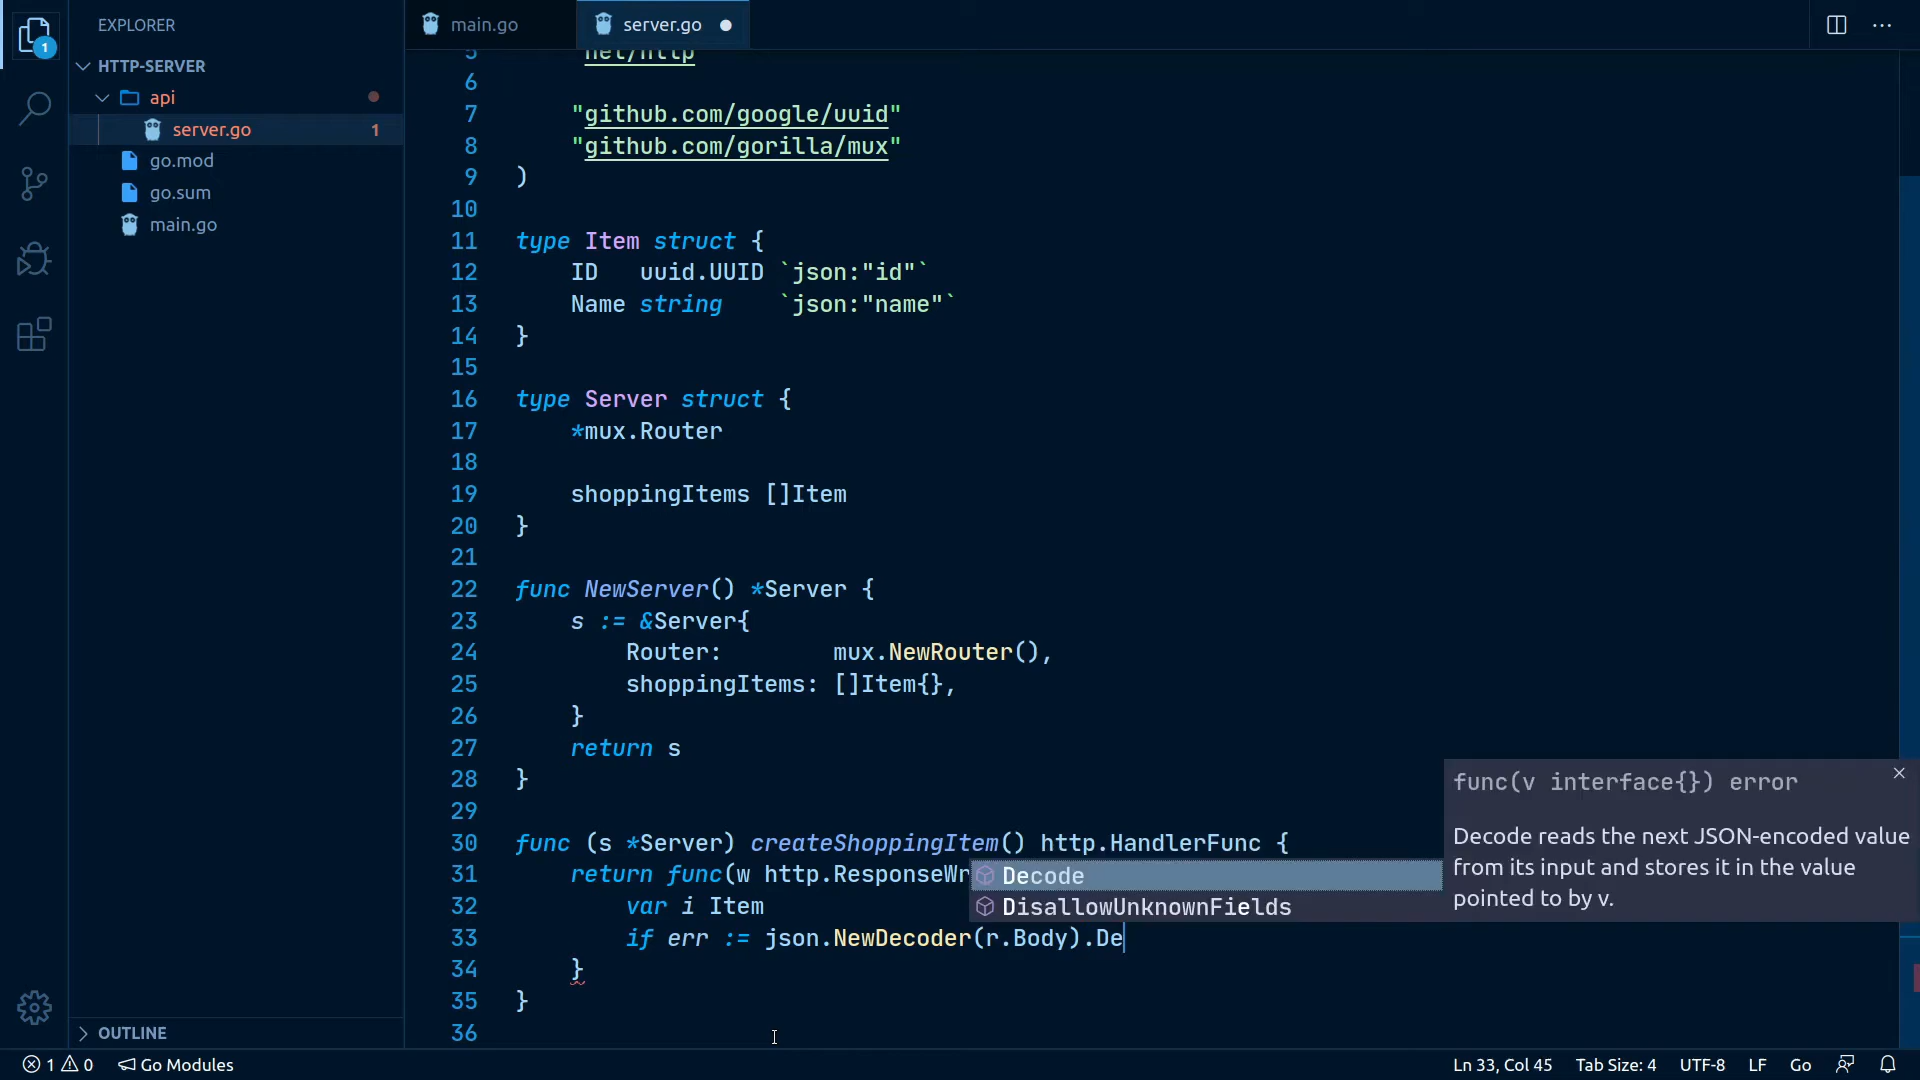 EXPLORER
HTTP-SERVER
api
server.go 1
go.mod
go.sum
main.go
OUTLINE
1
main.go
server.go
5 net/http
6
7 "github.com/google/uuid"
8 "github.com/gorilla/mux"
9 )
10
11 type Item struct {
12 ID   uuid.UUID `json:"id"`
13 Name string    `json:"name"`
14 }
15
16 type Server struct {
17 *mux.Router
18
19 shoppingItems []Item
20 }
21
22 func NewServer() *Server {
23 s := &Server{
24 Router:        mux.NewRouter(),
25 shoppingItems: []Item{},
26 }
27 return s
28 }
29
30 func (s *Server) createShoppingItem() http.HandlerFunc {
31 return func(w http.ResponseWr
32 var i Item
33 if err := json.NewDecoder(r.Body).De
34 }
35 }
36
Decode
DisallowUnknownFields
func(v interface{}) error
Decode reads the next JSON-encoded value
from its input and stores it in the value
pointed to by v.
1 0 Go Modules Ln 33, Col 45 Tab Size: 4 UTF-8 LF Go